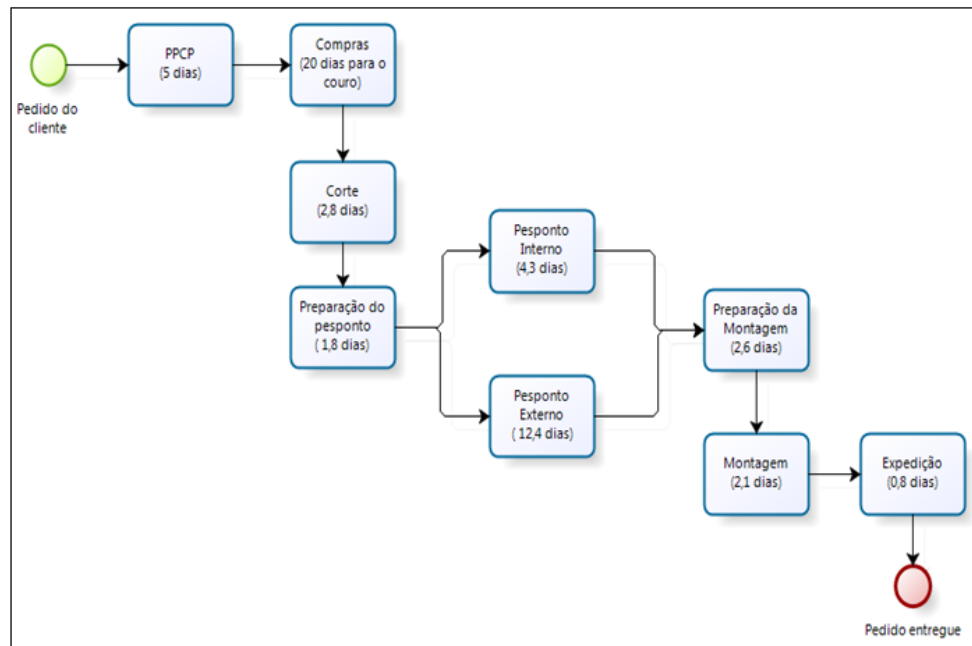 Pedido do
cliente
PPCP
(5 dias)
Compras
(20 dias para o
couro)
Corte
(2,8 dias)
Preparação do
pesponto
( 1,8 dias)
Pesponto
Interno
(4,3 dias)
Pesponto
Externo
( 12,4 dias)
Preparação da
Montagem
(2,6 dias)
Montagem
(2,1 dias)
Expedição
(0,8 dias)
Pedido entregue